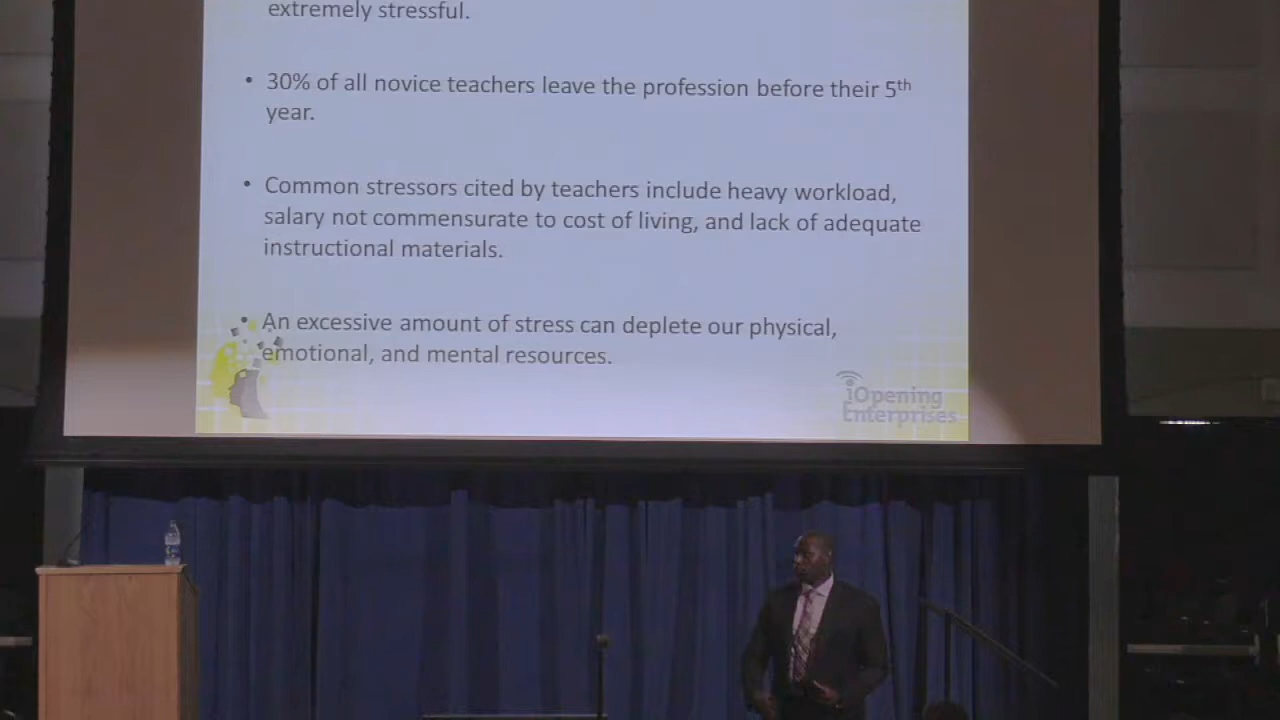 extremely stressful.
• 30% of all novice teachers leave the profession before their 5th
year.
• Common stressors cited by teachers include heavy workload,
salary not commensurate to cost of living, and lack of adequate
instructional materials.
• An excessive amount of stress can deplete our physical,
emotional, and mental resources.
iOpening
Enterprises